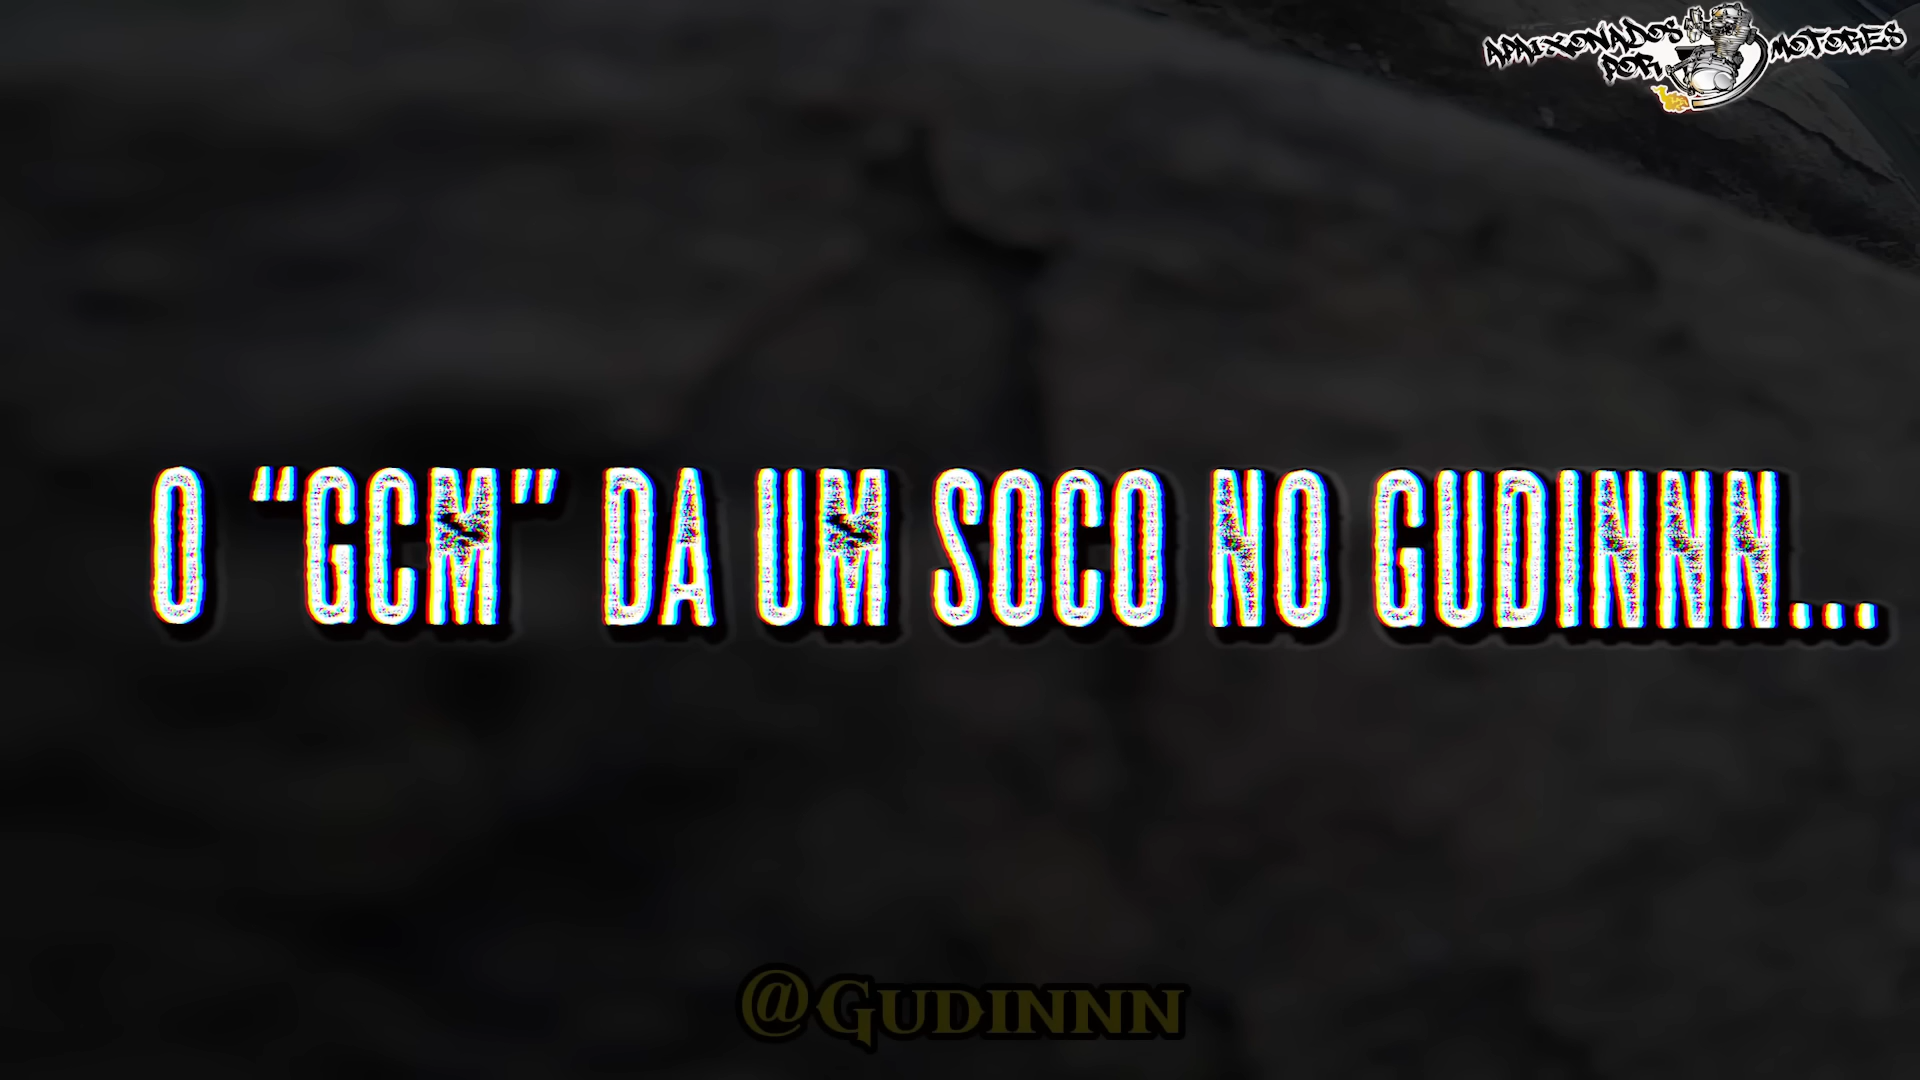 APAIXONADOS
POR
MOTORES
O “GCM” DA UM SOCO NO GUDINNN...
@GUDINNN